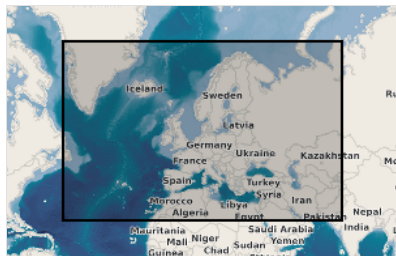 Iceland
Sweden
Latvia
Germany
Ukraine
France
Kazakhstan
Spain
Turkey
Syria
Iran
Morocco
Libya
Algeria
Egypt
Pakistan
Nepal
Mauritania
Saudi Arabia
India
Mali
Niger
Yemen
Sudan
Chad
Guinea